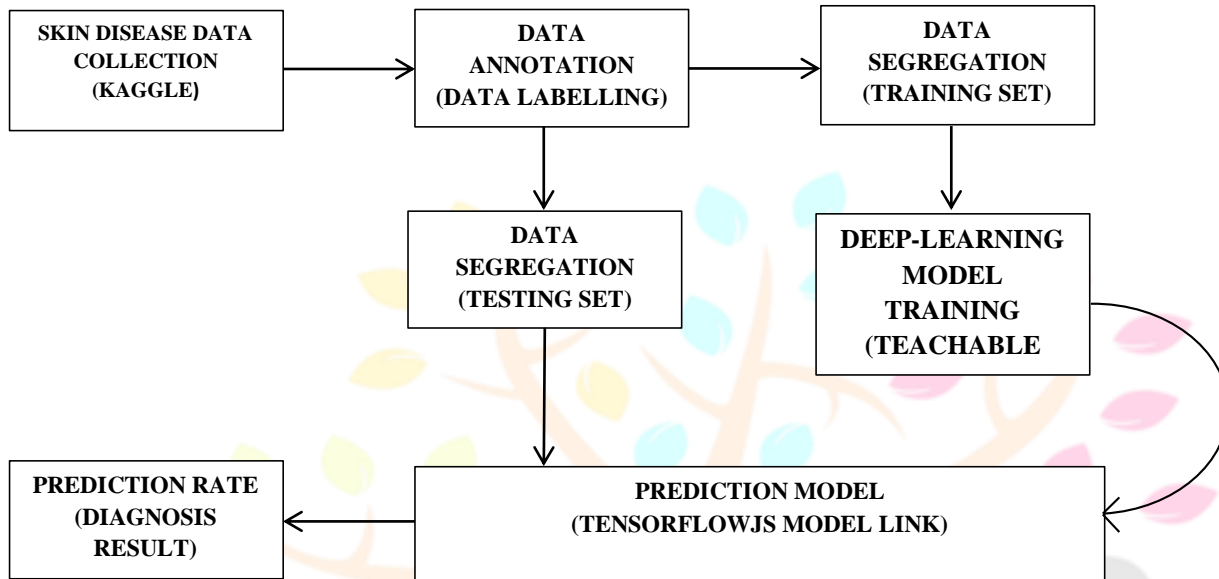 SKIN DISEASE DATA
COLLECTION
(KAGGLE)
DATA
ANNOTATION
(DATA LABELLING)
DATA
SEGREGATION
(TRAINING SET)
DATA
SEGREGATION
(TESTING SET)
DEEP-LEARNING
MODEL
TRAINING
(TEACHABLE
PREDICTION RATE
(DIAGNOSIS
RESULT)
PREDICTION MODEL
(TENSORFLOWJS MODEL LINK)